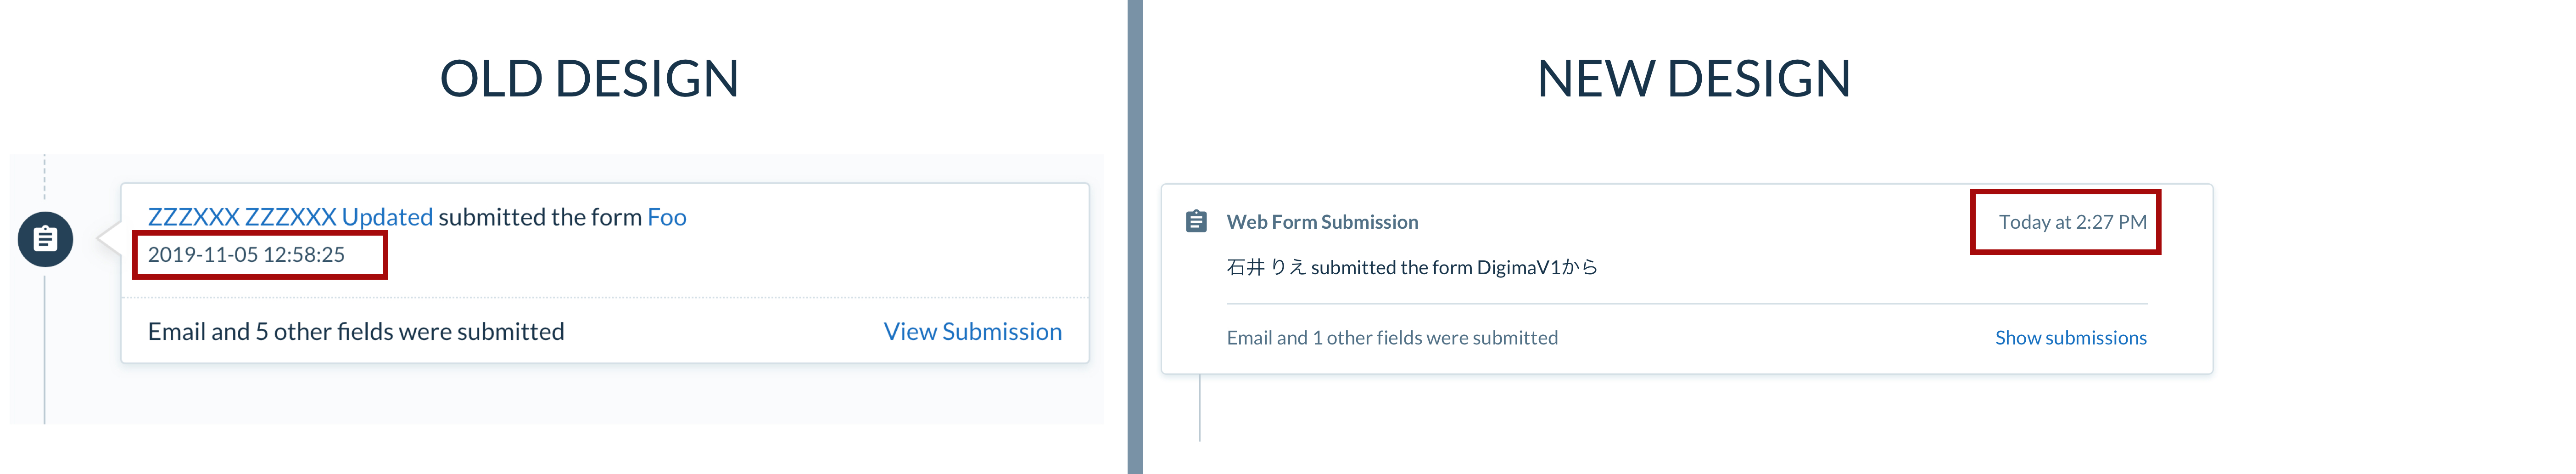 OLD DESIGN
ZZZXXX ZZZXXX Updated submitted the form Foo
2019-11-05 12:58:25
Email and 5 other fields were submitted
View Submission
NEW DESIGN
Web Form Submission
Today at 2:27 PM
石井 りえ submitted the form DigimaV1から
Email and 1 other fields were submitted
Show submissions